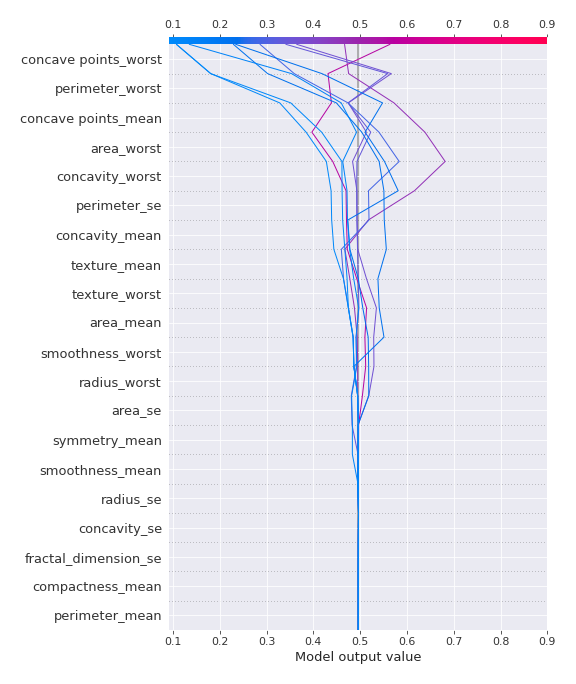 0.1 0.2 0.3 0.4 0.5 0.6 0.7 0.8 0.9
concave points_worst
perimeter_worst
concave points_mean
area_worst
concavity_worst
perimeter_se
concavity_mean
texture_mean
texture_worst
area_mean
smoothness_worst
radius_worst
area_se
symmetry_mean
smoothness_mean
radius_se
concavity_se
fractal_dimension_se
compactness_mean
perimeter_mean
0.1 0.2 0.3 0.4 0.5 0.6 0.7 0.8 0.9
Model output value